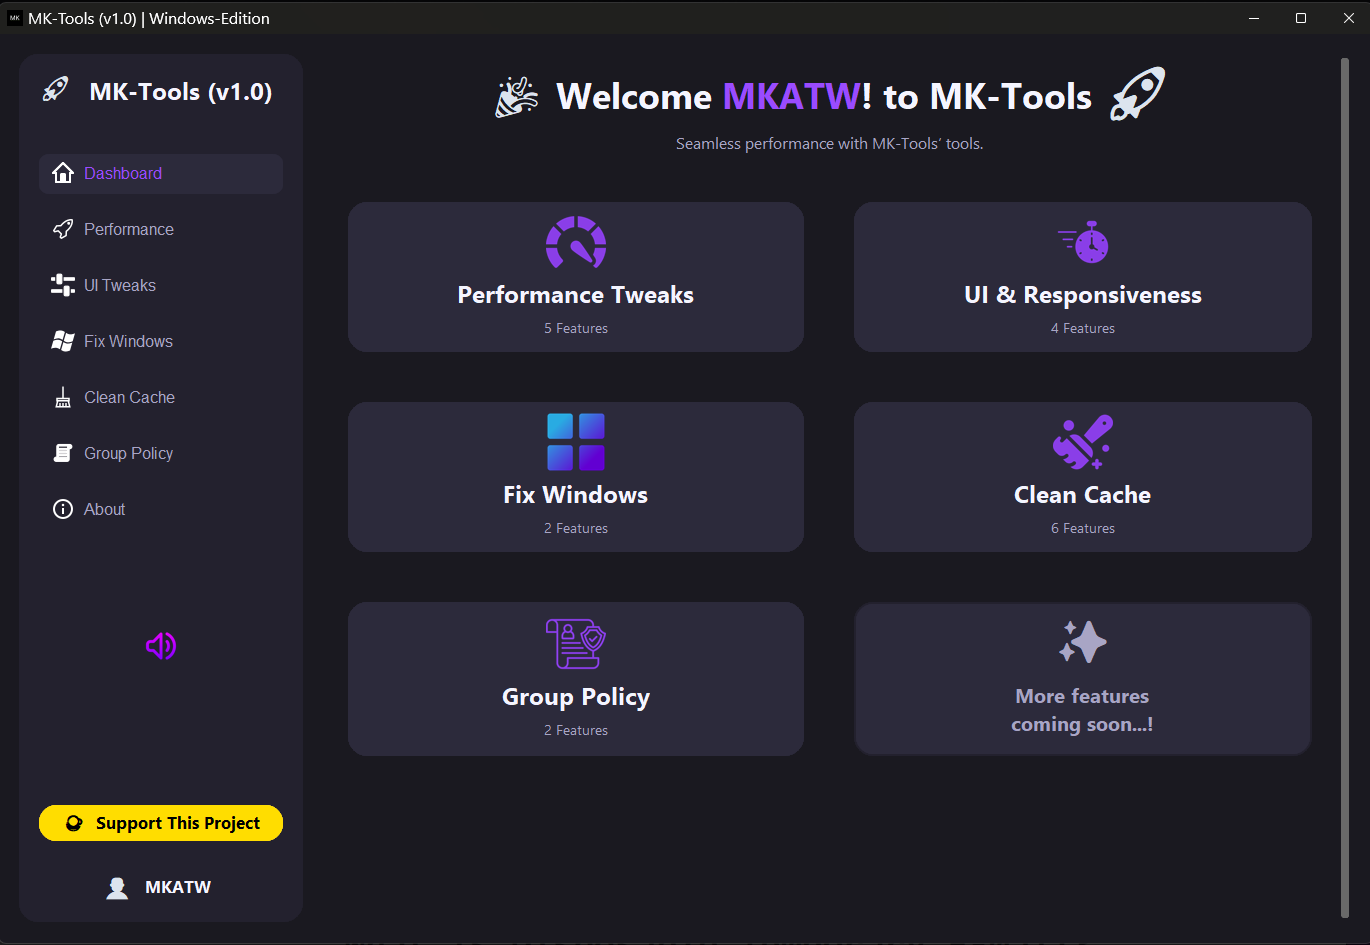 MK MK-Tools (v1.0) | Windows-Edition
MK-Tools (v1.0)
Dashboard
Performance
UI Tweaks
Fix Windows
Clean Cache
Group Policy
About
Support This Project
MKATW
Welcome MKATW! to MK-Tools
Seamless performance with MK-Tools’ tools.
Performance Tweaks
5 Features
UI & Responsiveness
4 Features
Fix Windows
2 Features
Clean Cache
6 Features
Group Policy
2 Features
More features
coming soon...!